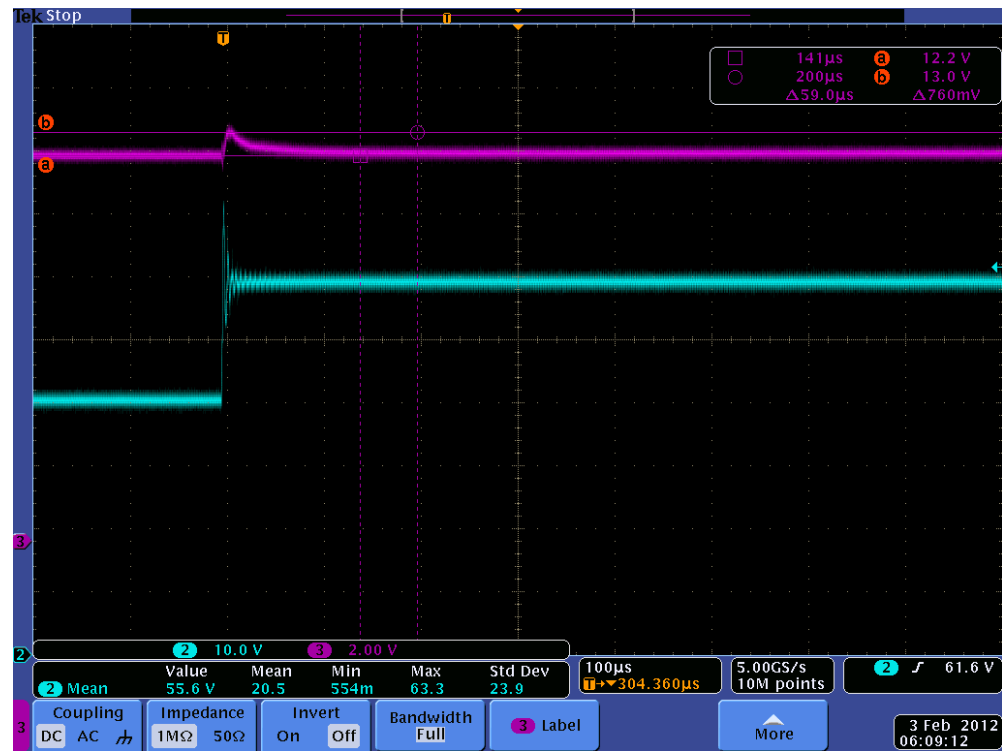 Tek Stop
T
T
141µs a 12.2 V
200µs b 13.0 V
Δ59.0µs Δ760mV
b
a
3
2
2 10.0 V 3 2.00 V
Value Mean Min Max Std Dev
2 Mean 55.6 V 20.5 554m 63.3 23.9
100µs
T→▼304.360µs
5.00GS/s
10M points
2 61.6 V
3
Coupling
DC AC
Impedance
1MΩ 50Ω
Invert
On Off
Bandwidth
Full
3 Label
More
3 Feb 2012
06:09:12